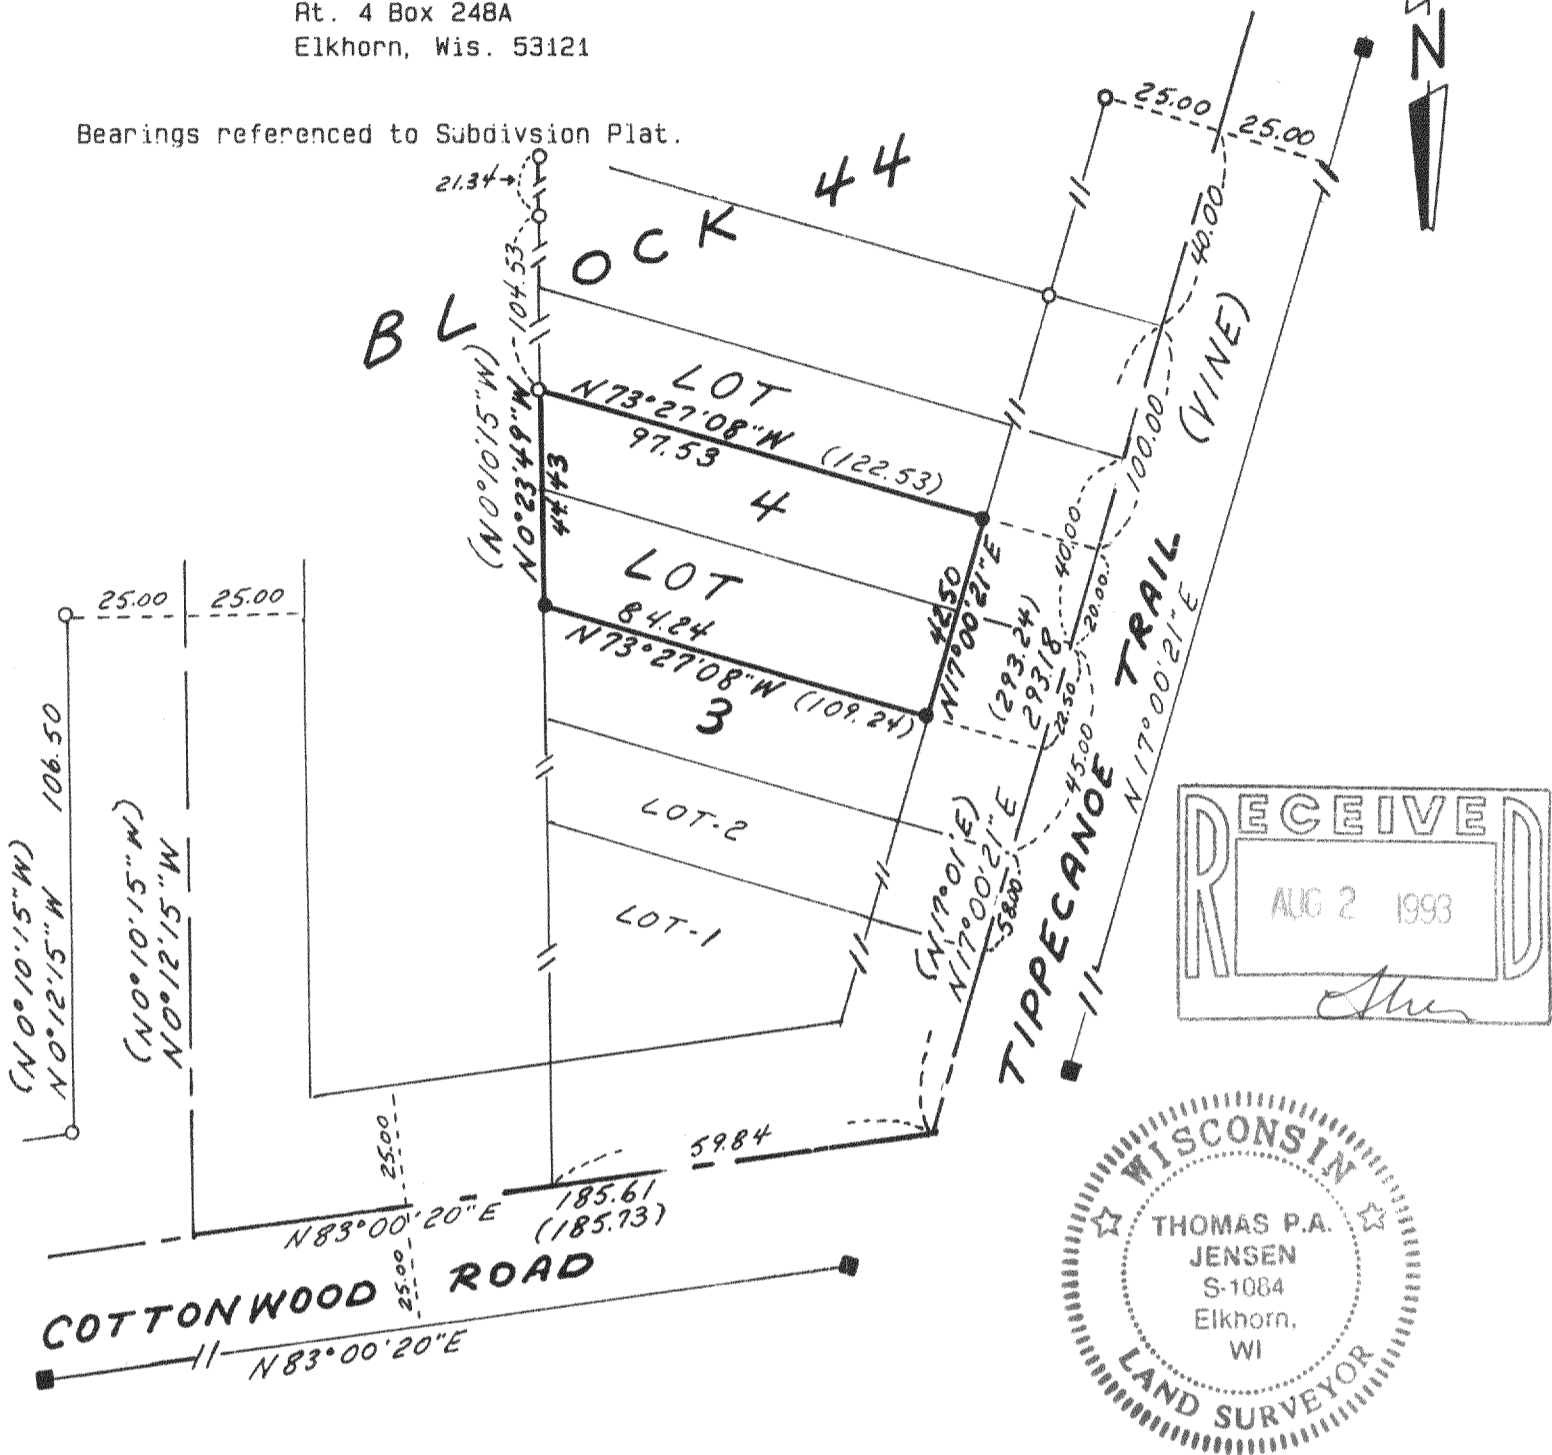 At. 4 Box 248A
Elkhorn, Wis. 53121
Bearings referenced to Subdivsion Plat.
N
21.34
104.53
BLOCK 44
25.00
25.00
40.00
(VINE)
100.00
LOT
N73°27'08"W
97.53
(122.53)
4
(N0°10'15"W)
N0°23'49"W
44.43
LOT
84.24
N73°27'08"W
(109.24)
3
42.50
N17°00'21"E
40.00
20.00
(293.24)
293.18
22.50
45.00
TIPPECANOE TRAIL
N17°00'21"E
LOT-2
LOT-1
(N17°01'E)
N17°00'21"E
58.00
25.00
25.00
106.50
(N0°10'15"W)
N0°12'15"W
(N0°10'15"W)
N0°12'15"W
25.00
59.84
185.61
(185.73)
N83°00'20"E
25.00
COTTONWOOD ROAD
N83°00'20"E
RECEIVED
AUG 2 1993
WISCONSIN
THOMAS P.A.
JENSEN
S-1084
Elkhorn,
WI
LAND SURVEYOR